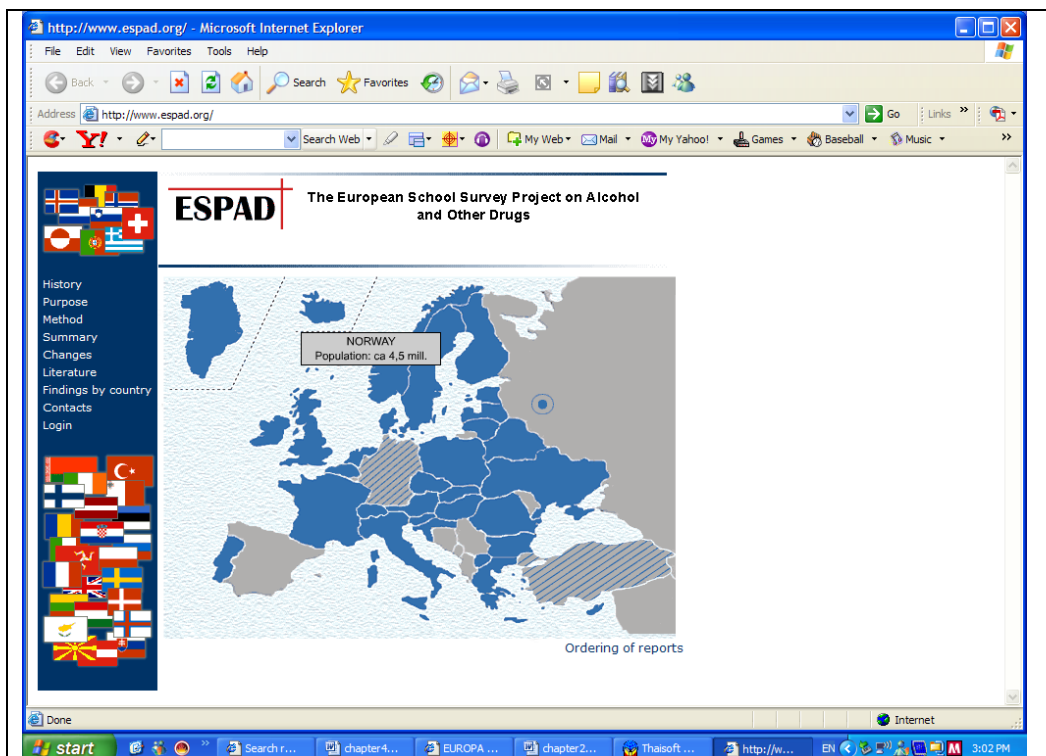 http://www.espad.org/ - Microsoft Internet Explorer
File Edit View Favorites Tools Help
Back Search Favorites
Address http://www.espad.org/ Go Links »
Y! Search Web My Web Mail My Yahoo! Games Baseball Music »
ESPAD
The European School Survey Project on Alcohol
and Other Drugs
History
Purpose
Method
Summary
Changes
Literature
Findings by country
Contacts
Login
NORWAY
Population: ca 4,5 mill.
Ordering of reports
Done Internet
start » Search r... chapter4... EUROPA ... chapter2... Thaisoft ... http://w... EN 3:02 PM